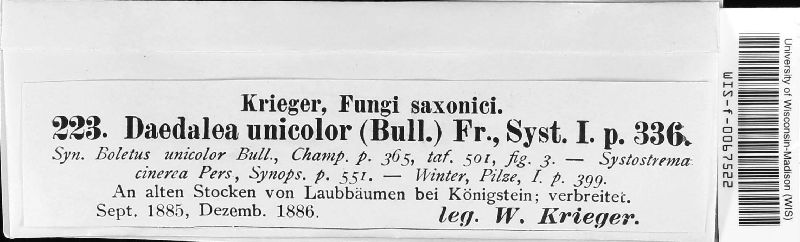 Krieger, Fungi saxonici.
223. Daedalea unicolor (Bull.) Fr., Syst. I. p. 336.
Syn. Boletus unicolor Bull., Champ. p. 365, taf. 501, fig. 3. — Systostrema
cinerea Pers, Synops. p. 551. — Winter, Pilze, I. p. 399.
An alten Stocken von Laubbäumen bei Königstein; verbreitet.
Sept. 1885, Dezemb. 1886.
leg. W. Krieger.
WIS-f-0067522
University of Wisconsin-Madison (WIS)